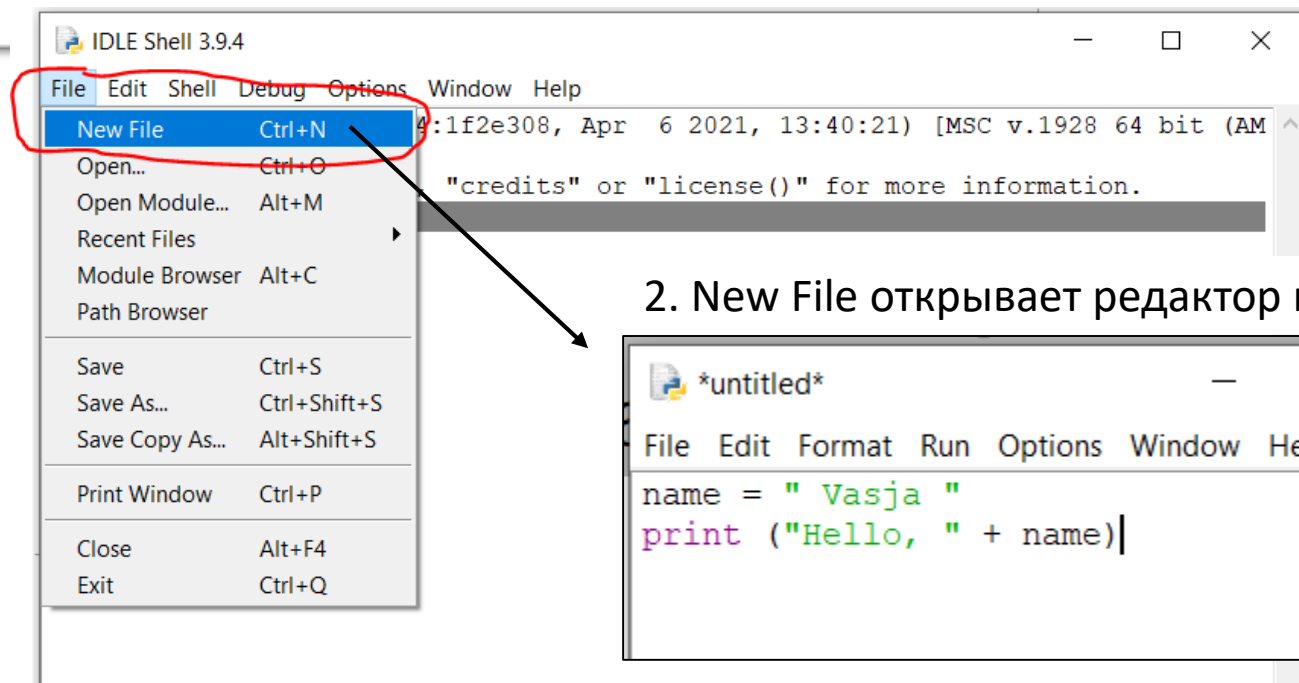 IDLE Shell 3.9.4
File Edit Shell Debug Options Window Help
4:1f2e308, Apr 6 2021, 13:40:21) [MSC v.1928 64 bit (AM
"credits" or "license()" for more information.
New File Ctrl+N
Open... Ctrl+O
Open Module... Alt+M
Recent Files
Module Browser Alt+C
Path Browser
Save Ctrl+S
Save As... Ctrl+Shift+S
Save Copy As... Alt+Shift+S
Print Window Ctrl+P
Close Alt+F4
Exit Ctrl+Q
2. New File открывает редактор
*untitled*
File Edit Format Run Options Window He
name = " Vasja "
print ("Hello, " + name)